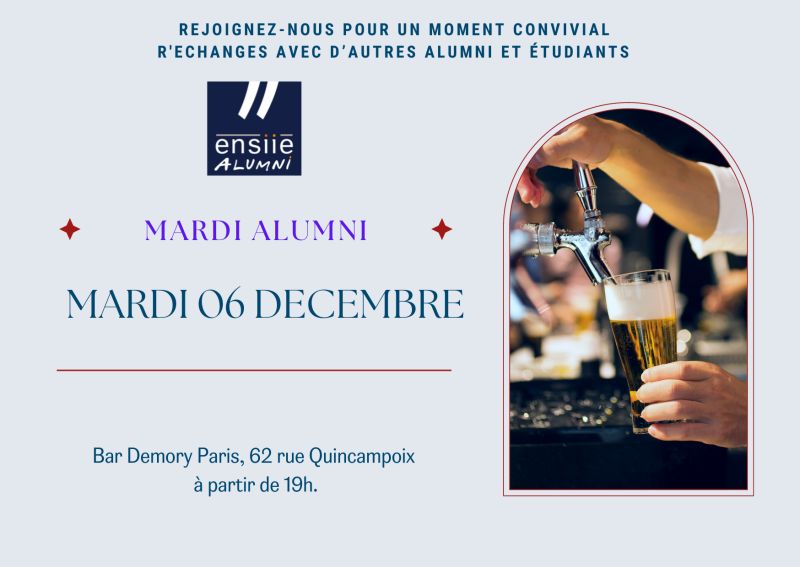 REJOIGNEZ-NOUS POUR UN MOMENT CONVIVIAL
R'ECHANGES AVEC D’AUTRES ALUMNI ET ÉTUDIANTS
ensiie
ALUMNI
MARDI ALUMNI
MARDI 06 DECEMBRE
Bar Demory Paris, 62 rue Quincampoix
à partir de 19h.